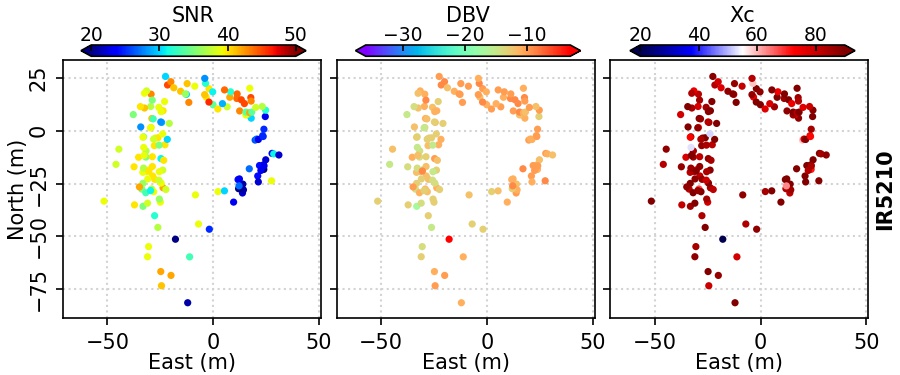 SNR
20 30 40 50
DBV
−30 −20 −10
Xc
20 40 60 80
North (m)
25
0
−25
−50
−75
−50 0 50
East (m)
−50 0 50
East (m)
−50 0 50
East (m)
IR5210